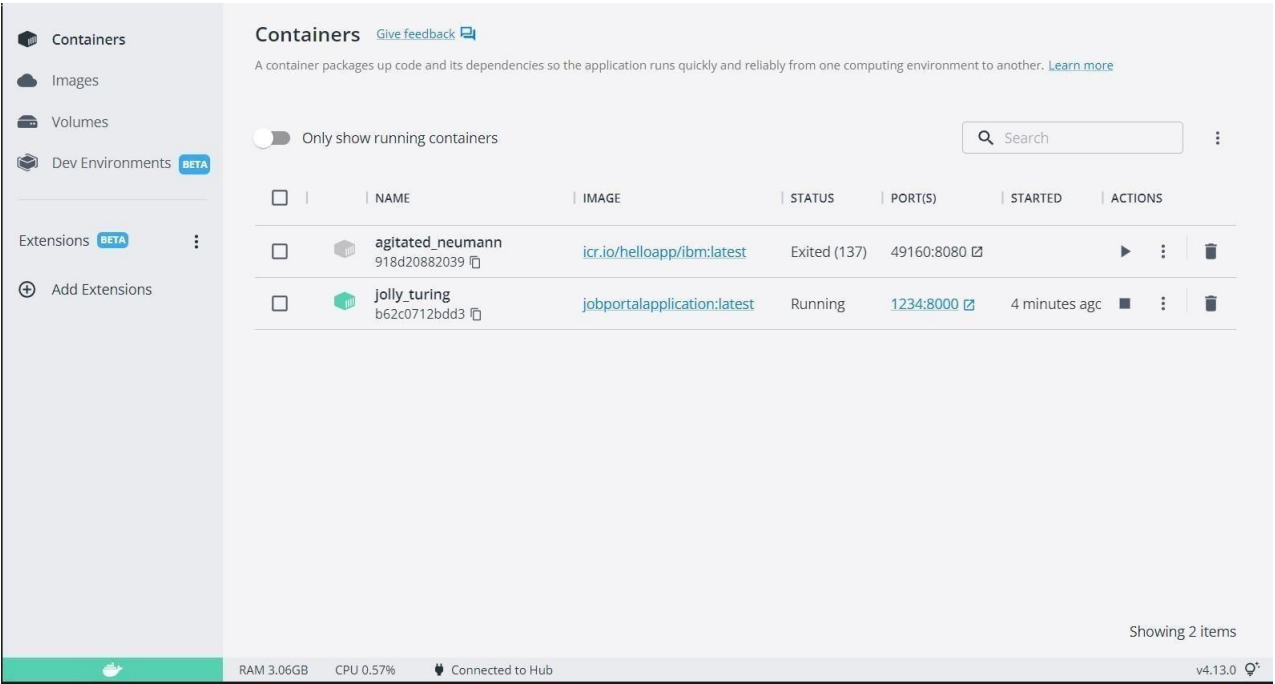 Containers
Images
Volumes
Dev Environments BETA
Extensions BETA
Add Extensions
Containers Give feedback
A container packages up code and its dependencies so the application runs quickly and reliably from one computing environment to another. Learn more
Only show running containers
Search
NAME IMAGE STATUS PORT(S) STARTED ACTIONS
agitated_neumann icr.io/helloapp/ibm:latest Exited (137) 49160:8080
918d20882039
jolly_turing jobportalapplication:latest Running 1234:8000 4 minutes ago
b62c0712bdd3
Showing 2 items
RAM 3.06GB CPU 0.57% Connected to Hub v4.13.0